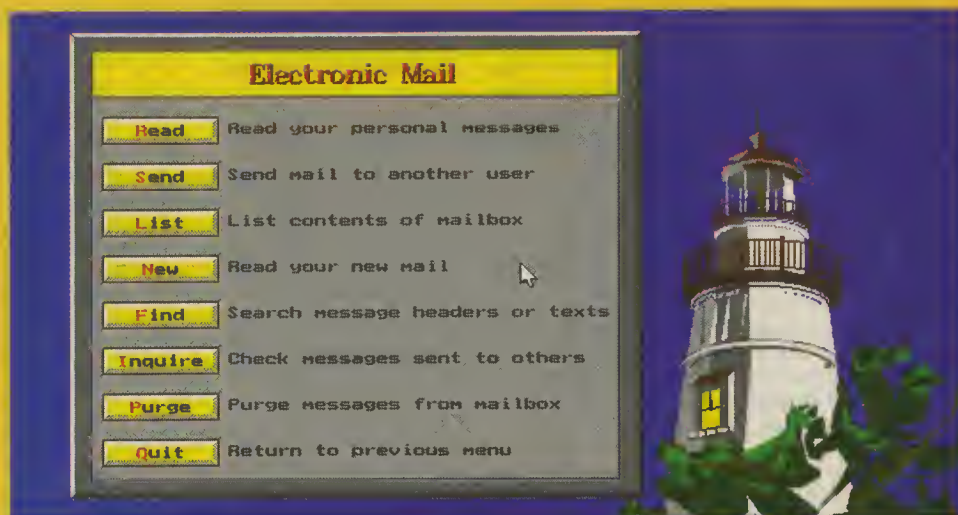 Electronic Mail
Read Read your personal messages
Send Send mail to another user
List List contents of mailbox
New Read your new mail
Find Search message headers or texts
Inquire Check messages sent to others
Purge Purge messages from mailbox
Quit Return to previous menu